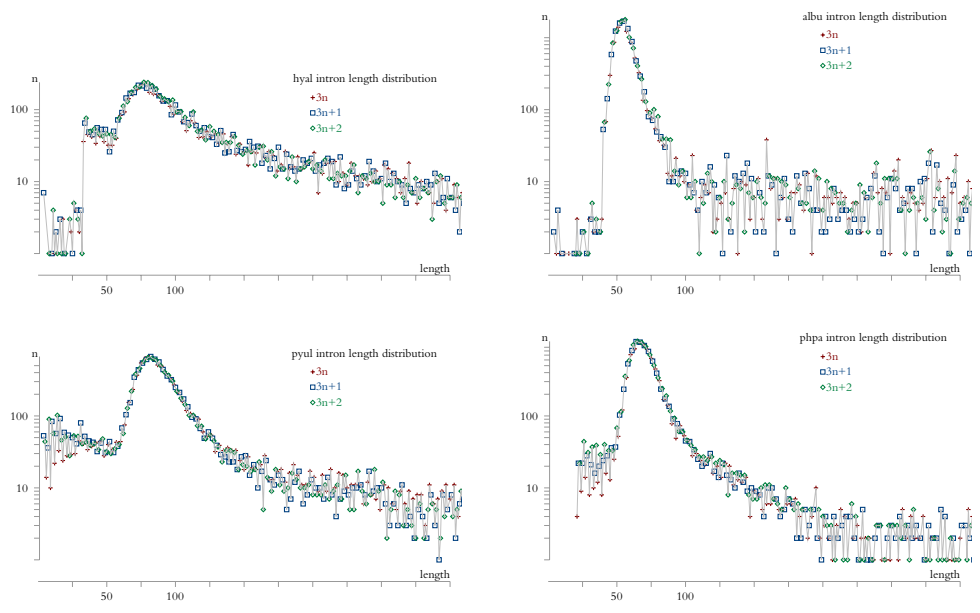 n
hyal intron length distribution
3n
3n+1
3n+2
100
10
length
50
100
n
albu intron length distribution
3n
3n+1
3n+2
100
10
length
50
100
n
pyul intron length distribution
3n
3n+1
3n+2
100
10
length
50
100
n
phpa intron length distribution
3n
3n+1
3n+2
100
10
length
50
100